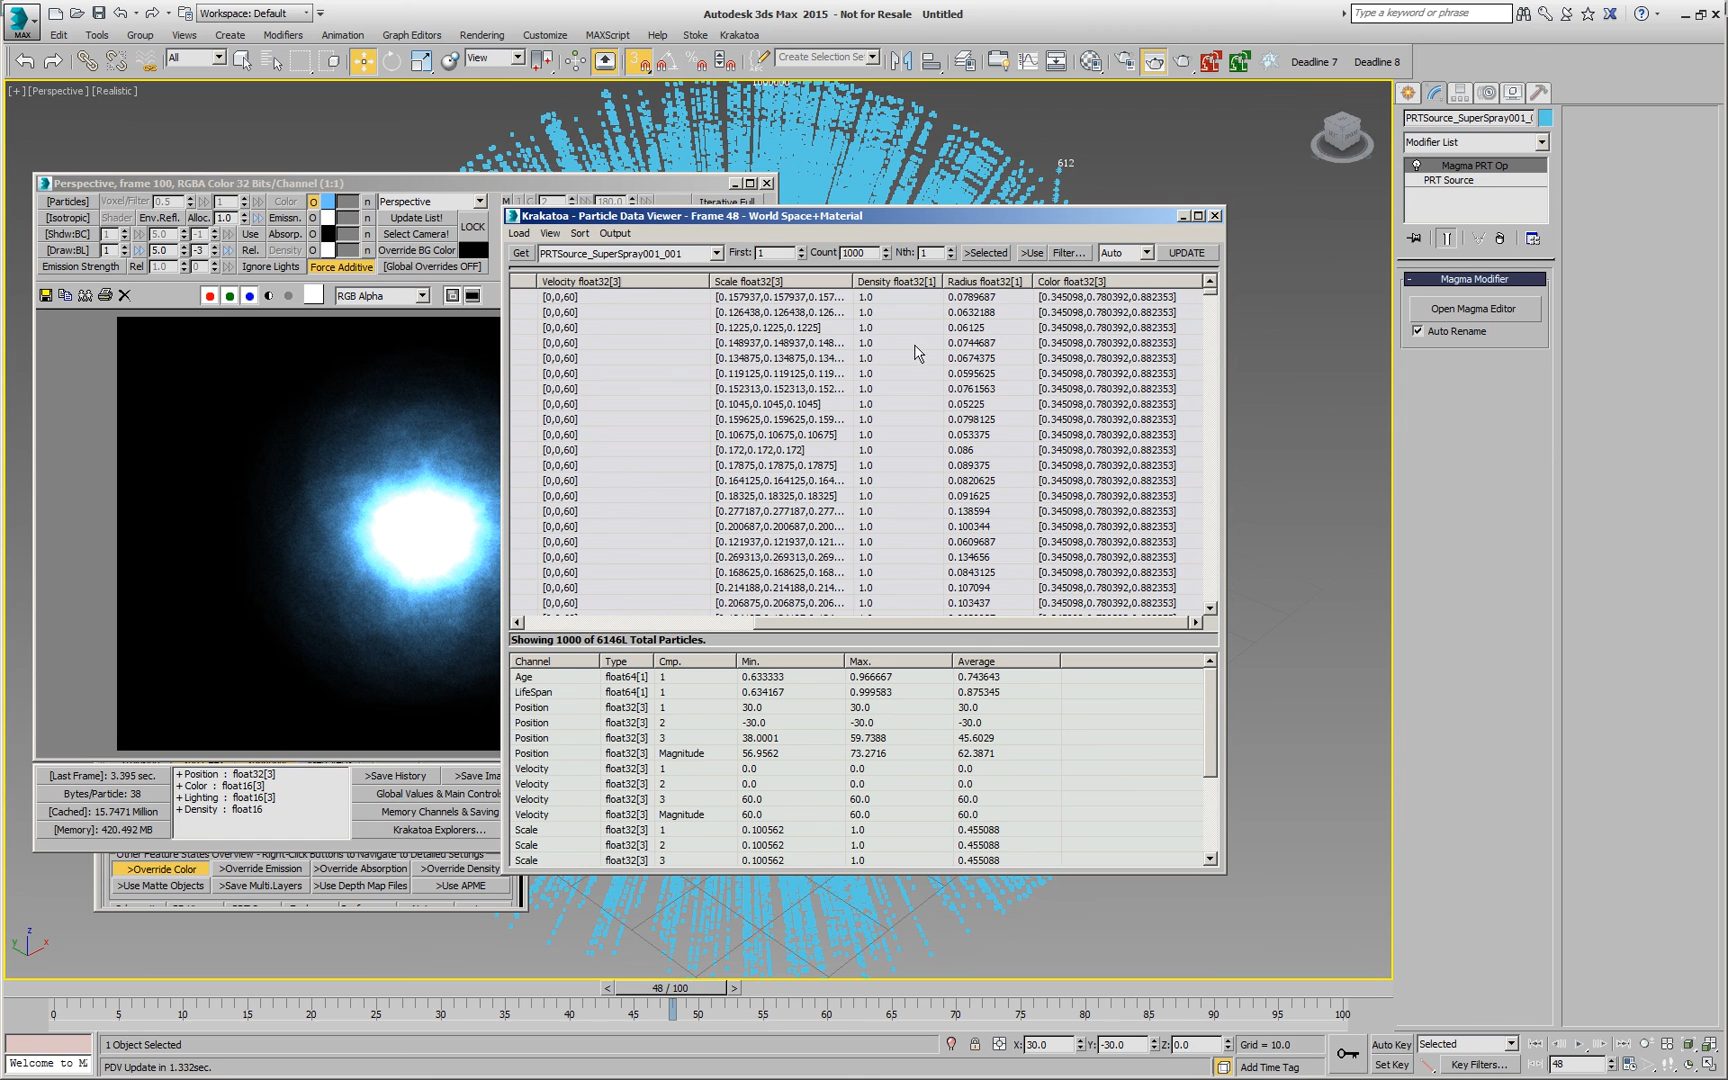 MAX
Workspace: Default
Autodesk 3ds Max 2015 - Not for Resale Untitled
Type a keyword or phrase
Edit Tools Group Views Create Modifiers Animation Graph Editors Rendering Customize MAXScript Help Stoke Krakatoa
All
View
Create Selection Se
Deadline 7 Deadline 8
[+] [Perspective ] [Realistic ]
612
PRTSource_SuperSpray001_
Modifier List
Magma PRT Op
PRT Source
Magma Modifier
Open Magma Editor
Auto Rename
Perspective, frame 100, RGBA Color 32 Bits/Channel (1:1)
[Particles] Voxel/Filter 0.5 >> 1 Color O n Perspective
[Isotropic] Shader Env.Refl. Alloc. 1.0 Emissn. O n Update List!
[Shdw:BC] 1 5.0 -1 >> Use Absorp. O n Select Camera! LOCK
[Draw:BL] 1 5.0 -3 >> Rel. Density O n Override BG Color
Emission Strength Rel 1.0 0 >> Ignore Lights Force Additive [Global Overrides OFF]
Iterative Full
RGB Alpha
Krakatoa - Particle Data Viewer - Frame 48 - World Space+Material
Load View Sort Output
Get PRTSource_SuperSpray001_001 First: 1 Count 1000 Nth: 1 >Selected >Use Filter... Auto UPDATE
Velocity float32[3] Scale float32[3] Density float32[1] Radius float32[1] Color float32[3]
[0,0,60] [0.157937,0.157937,0.157... 1.0 0.0789687 [0.345098,0.780392,0.882353]
[0,0,60] [0.126438,0.126438,0.126... 1.0 0.0632188 [0.345098,0.780392,0.882353]
[0,0,60] [0.1225,0.1225,0.1225] 1.0 0.06125 [0.345098,0.780392,0.882353]
[0,0,60] [0.148937,0.148937,0.148... 1.0 0.0744687 [0.345098,0.780392,0.882353]
[0,0,60] [0.134875,0.134875,0.134... 1.0 0.0674375 [0.345098,0.780392,0.882353]
[0,0,60] [0.119125,0.119125,0.119... 1.0 0.0595625 [0.345098,0.780392,0.882353]
[0,0,60] [0.152313,0.152313,0.152... 1.0 0.0761563 [0.345098,0.780392,0.882353]
[0,0,60] [0.1045,0.1045,0.1045] 1.0 0.05225 [0.345098,0.780392,0.882353]
[0,0,60] [0.159625,0.159625,0.159... 1.0 0.0798125 [0.345098,0.780392,0.882353]
[0,0,60] [0.10675,0.10675,0.10675] 1.0 0.053375 [0.345098,0.780392,0.882353]
[0,0,60] [0.172,0.172,0.172] 1.0 0.086 [0.345098,0.780392,0.882353]
[0,0,60] [0.17875,0.17875,0.17875] 1.0 0.089375 [0.345098,0.780392,0.882353]
[0,0,60] [0.164125,0.164125,0.164... 1.0 0.0820625 [0.345098,0.780392,0.882353]
[0,0,60] [0.18325,0.18325,0.18325] 1.0 0.091625 [0.345098,0.780392,0.882353]
[0,0,60] [0.277187,0.277187,0.277... 1.0 0.138594 [0.345098,0.780392,0.882353]
[0,0,60] [0.200687,0.200687,0.200... 1.0 0.100344 [0.345098,0.780392,0.882353]
[0,0,60] [0.121937,0.121937,0.121... 1.0 0.0609687 [0.345098,0.780392,0.882353]
[0,0,60] [0.269313,0.269313,0.269... 1.0 0.134656 [0.345098,0.780392,0.882353]
[0,0,60] [0.168625,0.168625,0.168... 1.0 0.0843125 [0.345098,0.780392,0.882353]
[0,0,60] [0.214188,0.214188,0.214... 1.0 0.107094 [0.345098,0.780392,0.882353]
[0,0,60] [0.206875,0.206875,0.206... 1.0 0.103437 [0.345098,0.780392,0.882353]
Showing 1000 of 6146L Total Particles.
Channel Type Cmp. Min. Max. Average
Age float64[1] 1 0.633333 0.966667 0.743643
LifeSpan float64[1] 1 0.634167 0.999583 0.875345
Position float32[3] 1 30.0 30.0 30.0
Position float32[3] 2 -30.0 -30.0 -30.0
Position float32[3] 3 38.0001 59.7388 45.6029
Position float32[3] Magnitude 56.9562 73.2716 62.3871
Velocity float32[3] 1 0.0 0.0 0.0
Velocity float32[3] 2 0.0 0.0 0.0
Velocity float32[3] 3 60.0 60.0 60.0
Velocity float32[3] Magnitude 60.0 60.0 60.0
Scale float32[3] 1 0.100562 1.0 0.455088
Scale float32[3] 2 0.100562 1.0 0.455088
Scale float32[3] 3 0.100562 1.0 0.455088
[Last Frame]: 3.395 sec.
Bytes/Particle: 38
[Cached]: 15.7471 Million
[Memory]: 420.492 MB
+ Position : float32[3]
+ Color : float16[3]
+ Lighting : float16[3]
+ Density : float16
>Save History >Save Ima
Global Values & Main Controls
Memory Channels & Saving
Krakatoa Explorers...
Other Feature States Overview - Right-Click Buttons to Navigate to Detailed Settings
>Override Color >Override Emission >Override Absorption >Override Density
>Use Matte Objects >Save Multi.Layers >Use Depth Map Files >Use APME
z
y x
< 48 / 100 >
0 5 10 15 20 25 30 35 40 45 50 55 60 65 70 75 80 85 90 95 100
1 Object Selected
X: 30.0 Y: -30.0 Z: 0.0 Grid = 10.0
Auto Key Selected
Welcome to M
PDV Update in 1.332sec.
Add Time Tag
Set Key Key Filters... 48